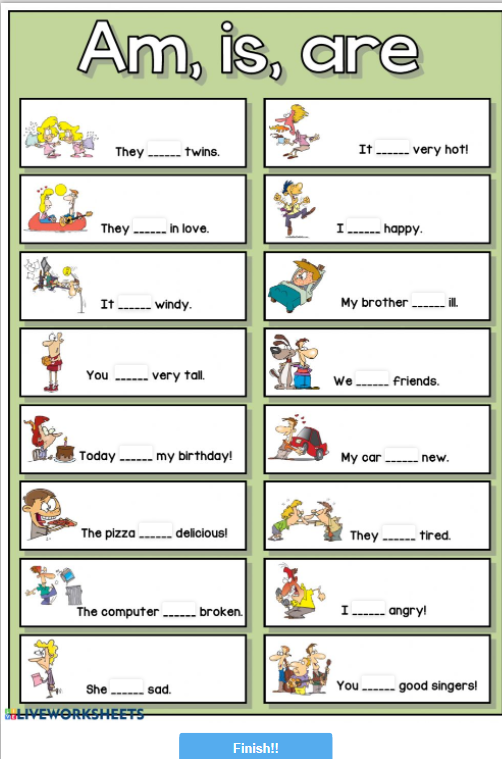 Am, is, are
They ______ twins.
It ______ very hot!
They ______ in love.
I ______ happy.
It ______ windy.
My brother ______ ill.
You ______ very tall.
We ______ friends.
Today ______ my birthday!
My car ______ new.
The pizza ______ delicious!
They ______ tired.
The computer ______ broken.
I ______ angry!
She ______ sad.
You ______ good singers!
LIVEWORKSHEETS
Finish!!